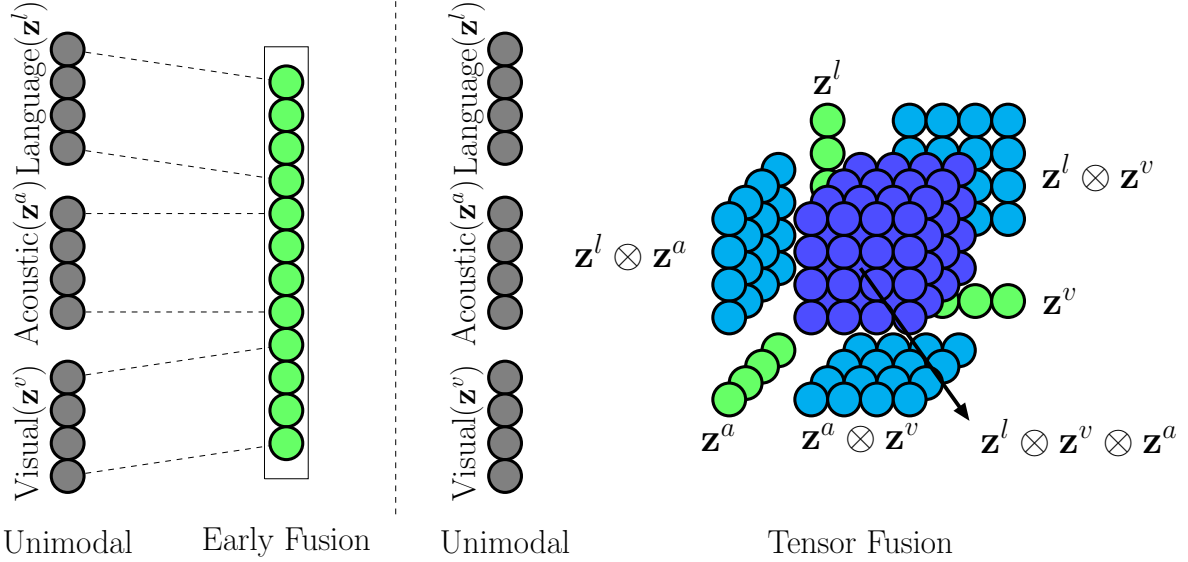 Language(z^l)
Acoustic(z^a)
Visual(z^v)
Unimodal
Early Fusion
Language(z^l)
Acoustic(z^a)
Visual(z^v)
Unimodal
z^l
z^l ⊗ z^v
z^l ⊗ z^a
z^v
z^a
z^a ⊗ z^v
z^l ⊗ z^v ⊗ z^a
Tensor Fusion